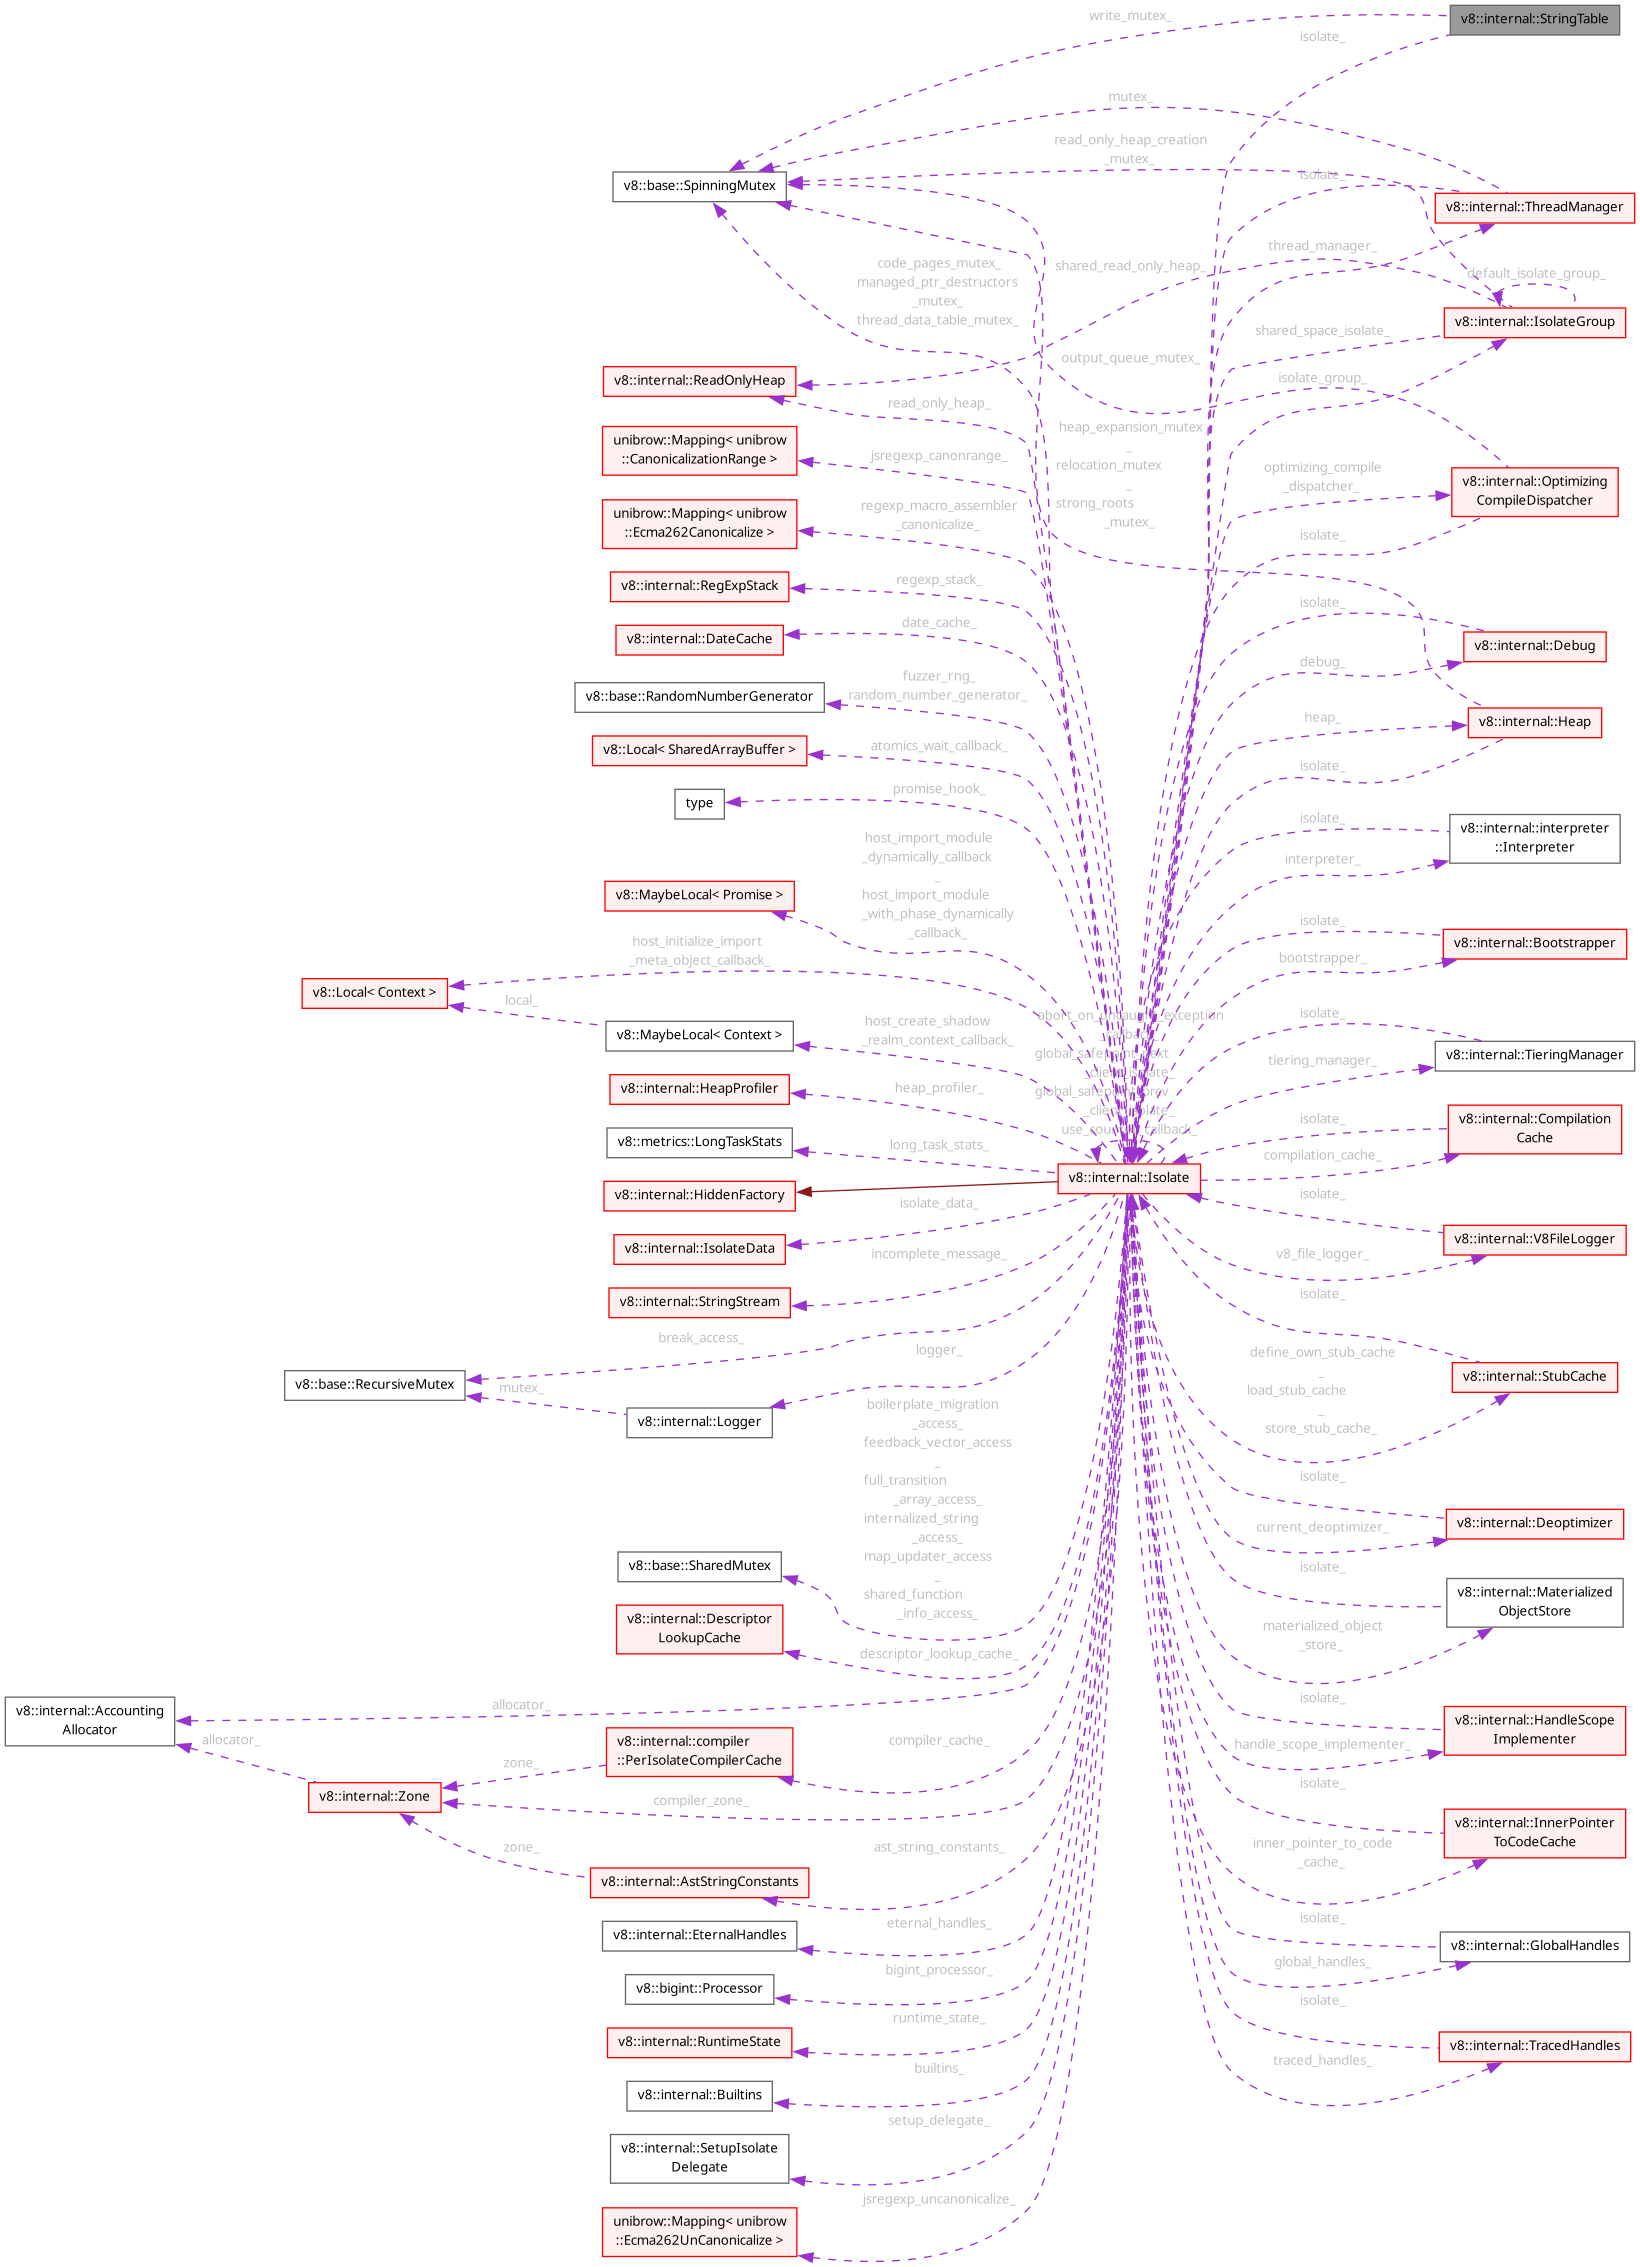 write_mutex_
v8::internal::StringTable
isolate_
mutex_
read_only_heap_creation
_mutex_
isolate_
v8::base::SpinningMutex
v8::internal::ThreadManager
code_pages_mutex_
managed_ptr_destructors
_mutex_
thread_data_table_mutex_
shared_read_only_heap_
thread_manager_
default_isolate_group_
v8::internal::IsolateGroup
shared_space_isolate_
output_queue_mutex_
isolate_group_
v8::internal::ReadOnlyHeap
read_only_heap_
unibrow::Mapping< unibrow
::CanonicalizationRange >
jsregexp_canonrange_
heap_expansion_mutex
_
relocation_mutex
_
strong_roots
_mutex_
optimizing_compile
_dispatcher_
v8::internal::Optimizing
CompileDispatcher
unibrow::Mapping< unibrow
::Ecma262Canonicalize >
regexp_macro_assembler
_canonicalize_
isolate_
v8::internal::RegExpStack
regexp_stack_
isolate_
v8::internal::DateCache
date_cache_
v8::internal::Debug
debug_
v8::base::RandomNumberGenerator
fuzzer_rng_
random_number_generator_
heap_
v8::internal::Heap
v8::Local< SharedArrayBuffer >
atomics_wait_callback_
isolate_
type
promise_hook_
isolate_
v8::internal::interpreter
::Interpreter
interpreter_
host_import_module
_dynamically_callback
_
host_import_module
_with_phase_dynamically
_callback_
v8::MaybeLocal< Promise >
isolate_
v8::internal::Bootstrapper
bootstrapper_
host_initialize_import
_meta_object_callback_
v8::Local< Context >
local_
v8::MaybeLocal< Context >
host_create_shadow
_realm_context_callback_
abort_on_uncaught_exception
_callback_
global_safepoint_next
_client_isolate_
global_safepoint_prev
_client_isolate_
use_counter_callback_
isolate_
v8::internal::TieringManager
tiering_manager_
v8::internal::HeapProfiler
heap_profiler_
v8::metrics::LongTaskStats
long_task_stats_
isolate_
v8::internal::Compilation
Cache
compilation_cache_
v8::internal::Isolate
v8::internal::HiddenFactory
isolate_
v8::internal::IsolateData
isolate_data_
v8::internal::V8FileLogger
v8_file_logger_
v8::internal::StringStream
incomplete_message_
isolate_
break_access_
v8::base::RecursiveMutex
mutex_
v8::internal::Logger
logger_
define_own_stub_cache
_
load_stub_cache
_
store_stub_cache_
v8::internal::StubCache
boilerplate_migration
_access_
feedback_vector_access
_
full_transition
_array_access_
internalized_string
_access_
map_updater_access
_
shared_function
_info_access_
isolate_
v8::internal::Deoptimizer
current_deoptimizer_
v8::base::SharedMutex
isolate_
v8::internal::Materialized
ObjectStore
materialized_object
_store_
v8::internal::Descriptor
LookupCache
descriptor_lookup_cache_
v8::internal::Accounting
Allocator
allocator_
allocator_
isolate_
v8::internal::HandleScope
Implementer
handle_scope_implementer_
v8::internal::compiler
::PerIsolateCompilerCache
compiler_cache_
zone_
v8::internal::Zone
compiler_zone_
isolate_
v8::internal::InnerPointer
ToCodeCache
inner_pointer_to_code
_cache_
zone_
v8::internal::AstStringConstants
ast_string_constants_
v8::internal::EternalHandles
eternal_handles_
isolate_
v8::internal::GlobalHandles
global_handles_
v8::bigint::Processor
bigint_processor_
isolate_
v8::internal::RuntimeState
runtime_state_
v8::internal::TracedHandles
traced_handles_
v8::internal::Builtins
builtins_
v8::internal::SetupIsolate
Delegate
setup_delegate_
unibrow::Mapping< unibrow
::Ecma262UnCanonicalize >
jsregexp_uncanonicalize_